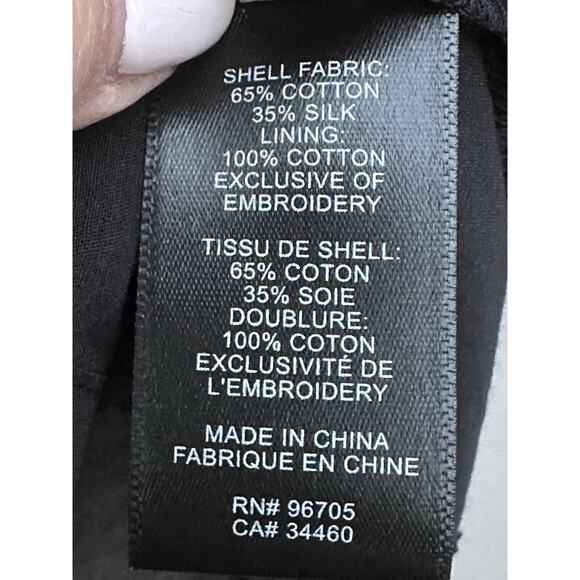 SHELL FABRIC:
65% COTTON
35% SILK
LINING:
100% COTTON
EXCLUSIVE OF
EMBROIDERY
TISSU DE SHELL:
65% COTON
35% SOIE
DOUBLURE:
100% COTON
EXCLUSIVITÉ DE
L'EMBROIDERY
MADE IN CHINA
FABRIQUE EN CHINE
RN# 96705
CA# 34460